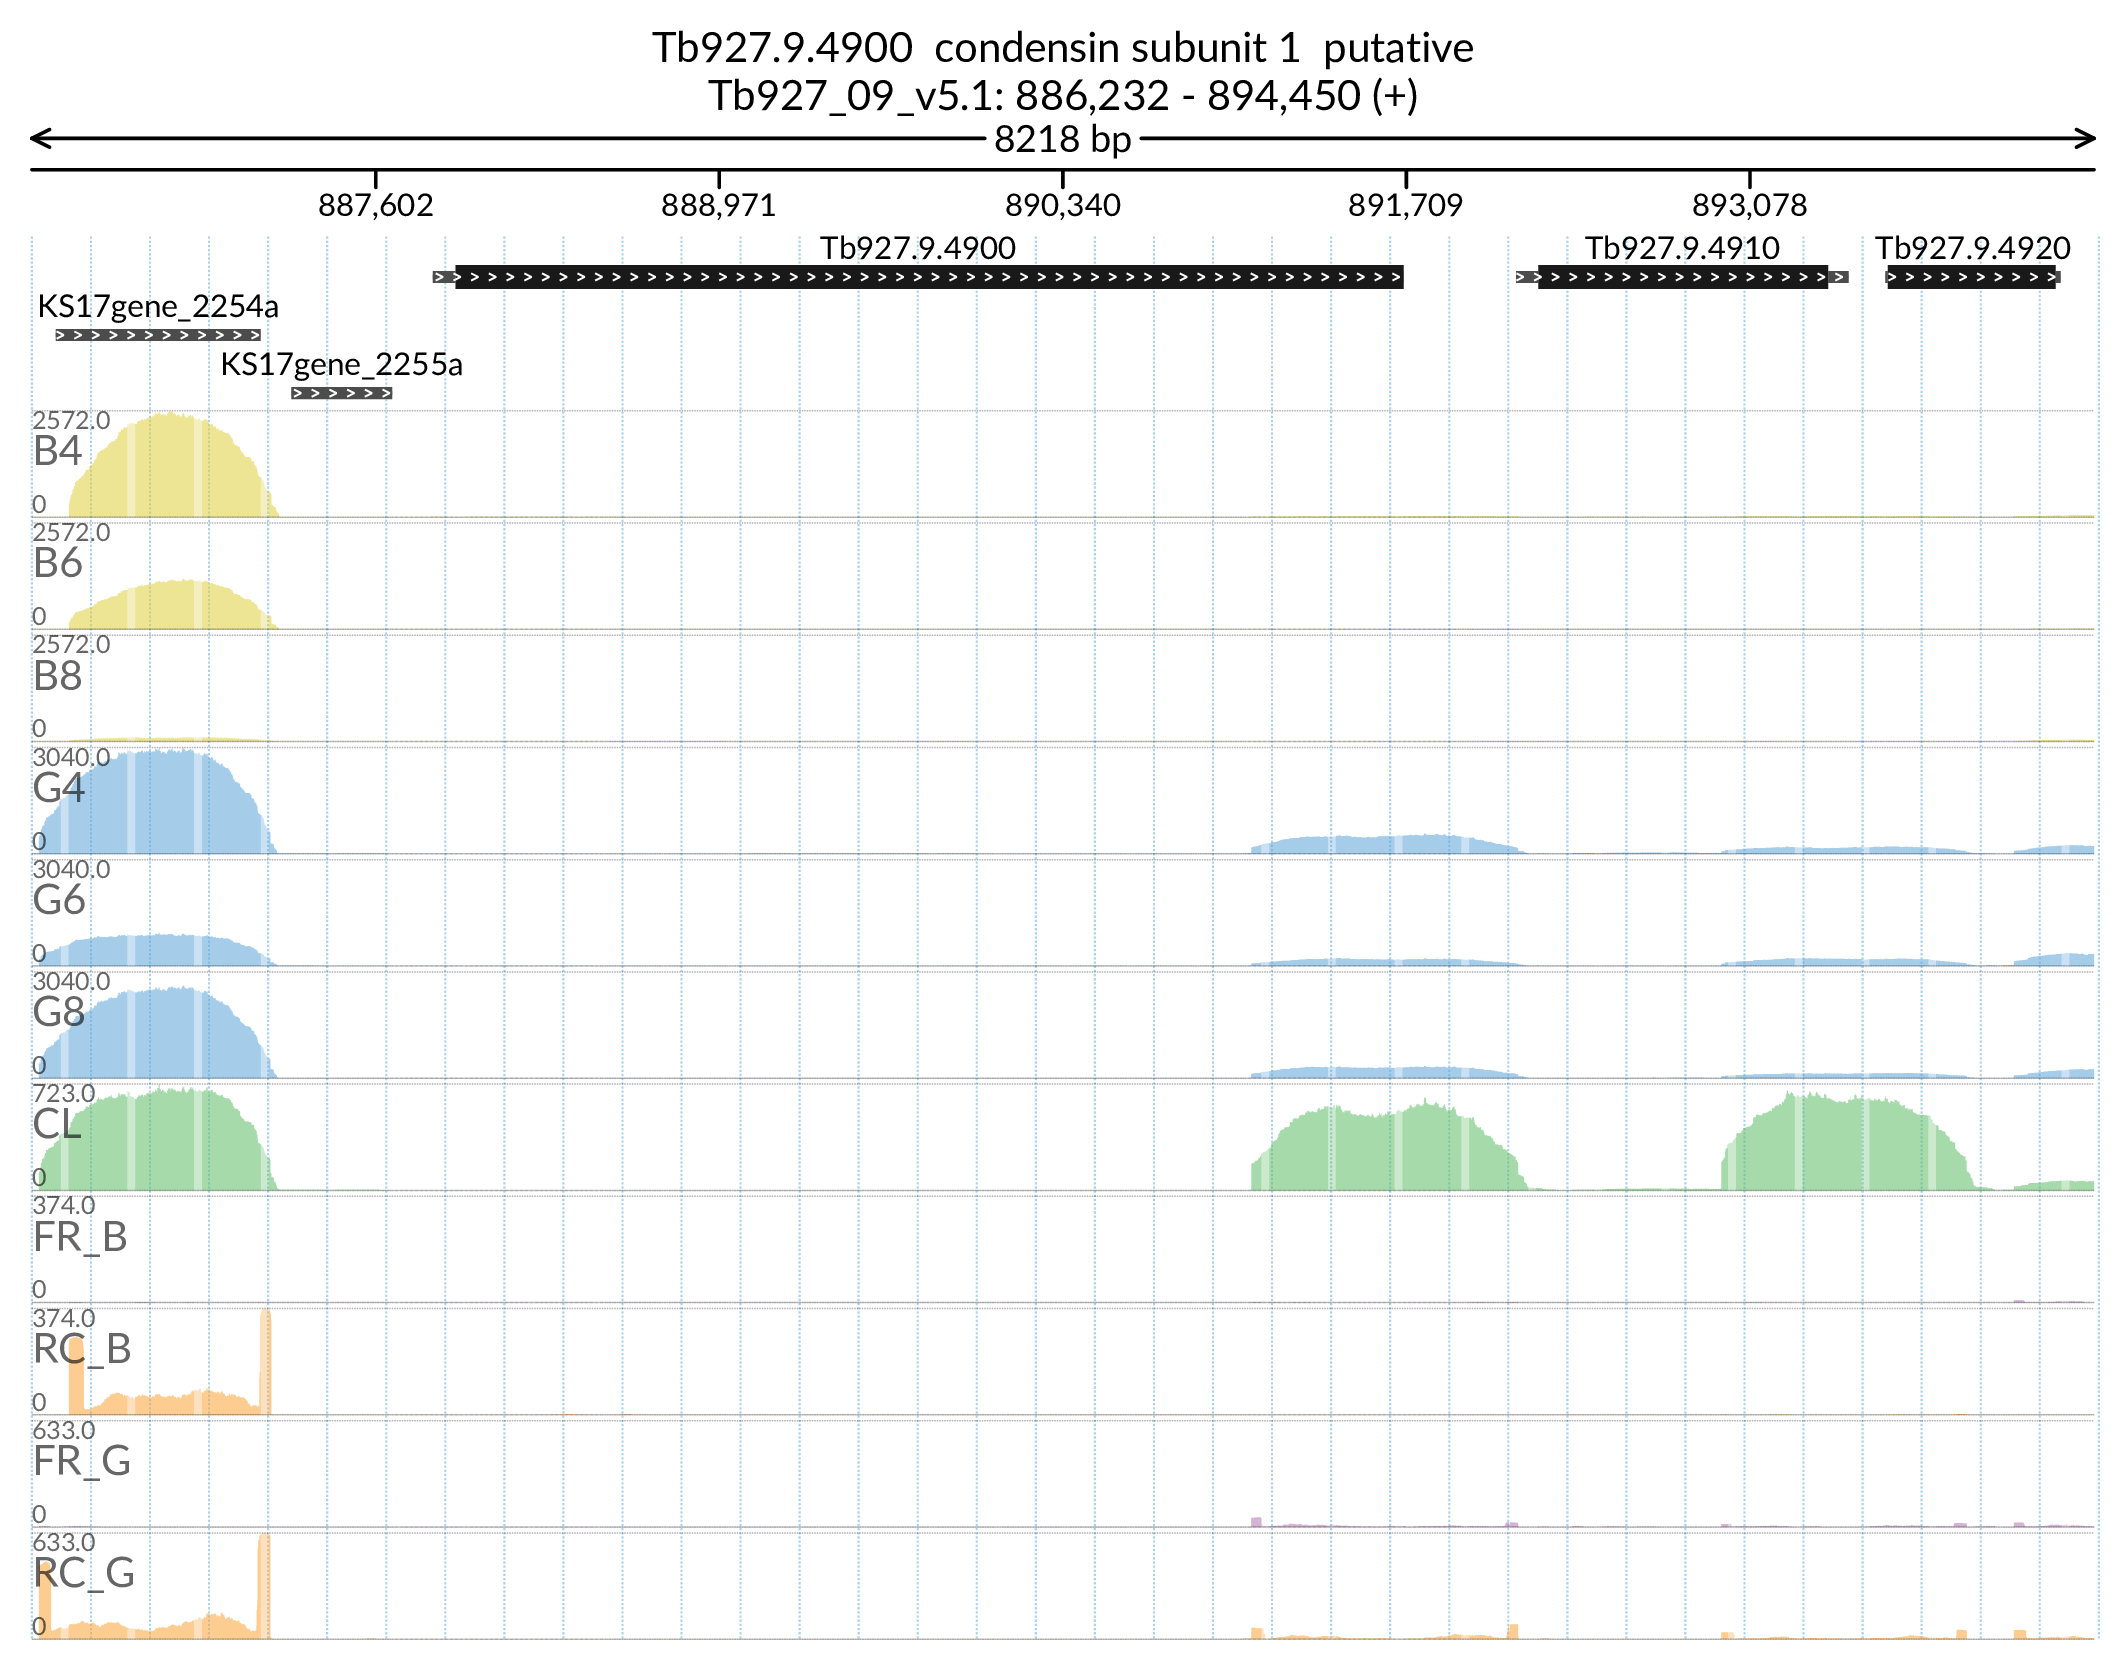 Tb927.9.4900  condensin subunit 1  putative
Tb927_09_v5.1: 886,232 - 894,450 (+)
8218 bp
887,602 888,971 890,340 891,709 893,078
Tb927.9.4900 Tb927.9.4910 Tb927.9.4920
KS17gene_2254a
KS17gene_2255a
2572.0
B4
0
2572.0
B6
0
2572.0
B8
0
3040.0
G4
0
3040.0
G6
0
3040.0
G8
0
723.0
CL
0
374.0
FR_B
0
374.0
RC_B
0
633.0
FR_G
0
633.0
RC_G
0